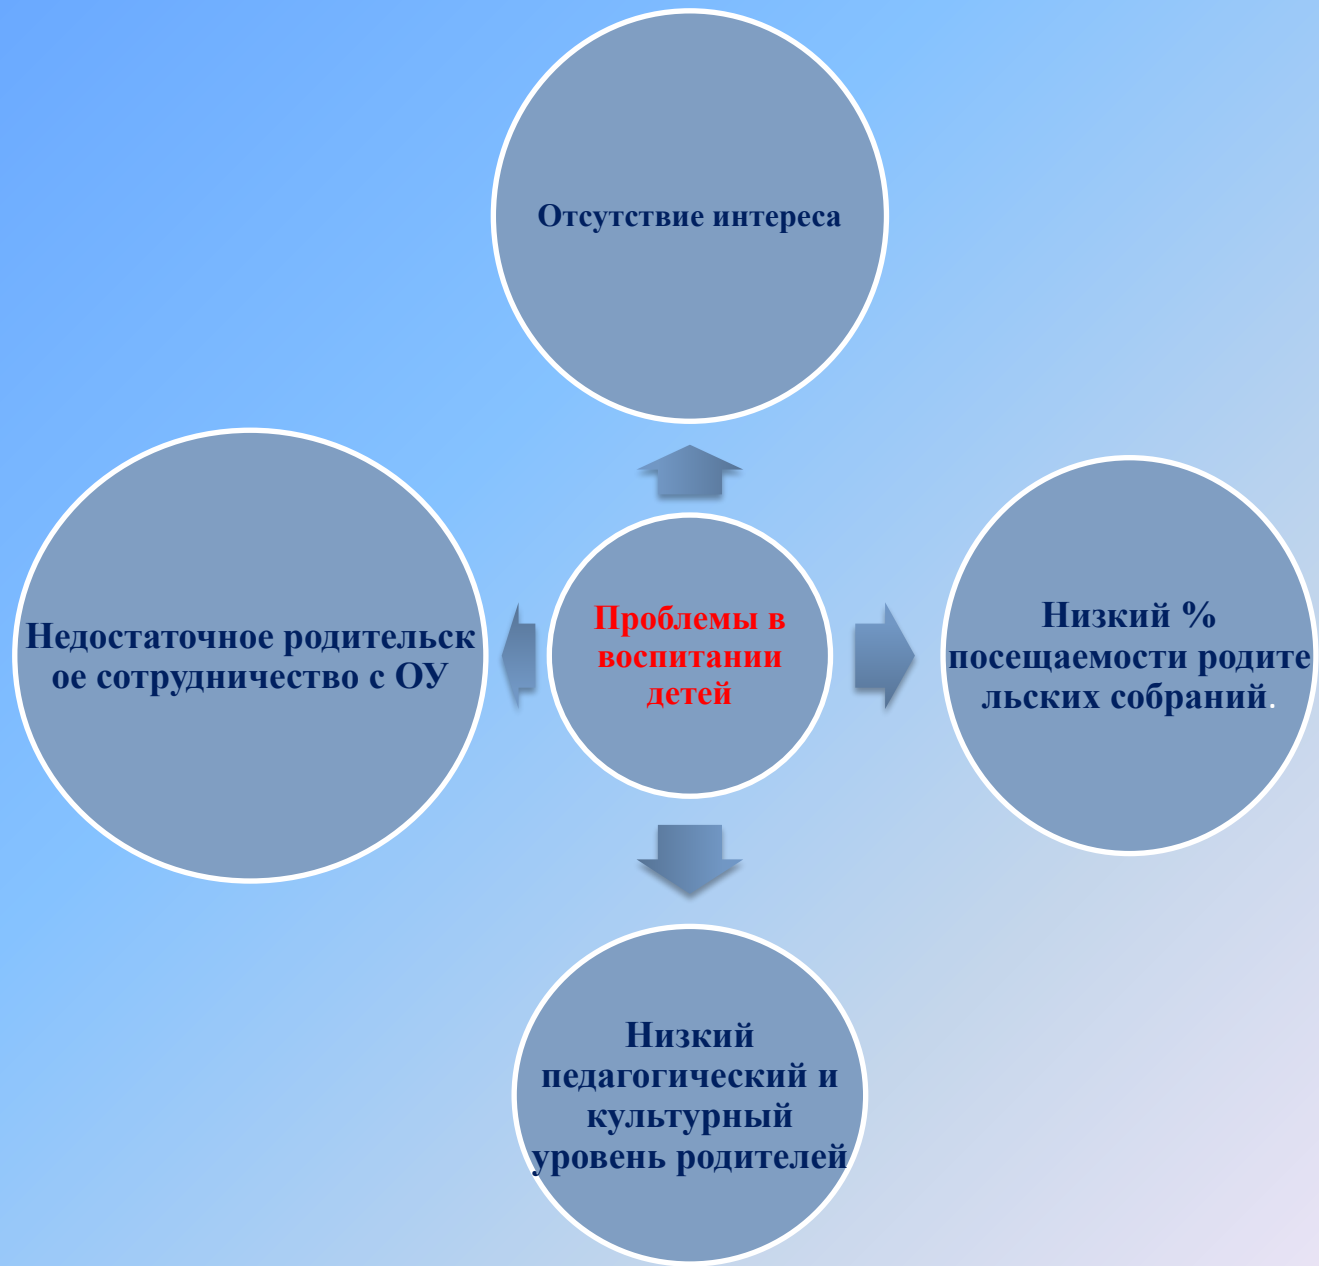 Отсутствие интереса
Недостаточное родительск
ое сотрудничество с ОУ
Проблемы в
воспитании
детей
Низкий %
посещаемости родите
льских собраний.
Низкий
педагогический и
культурный
уровень родителей